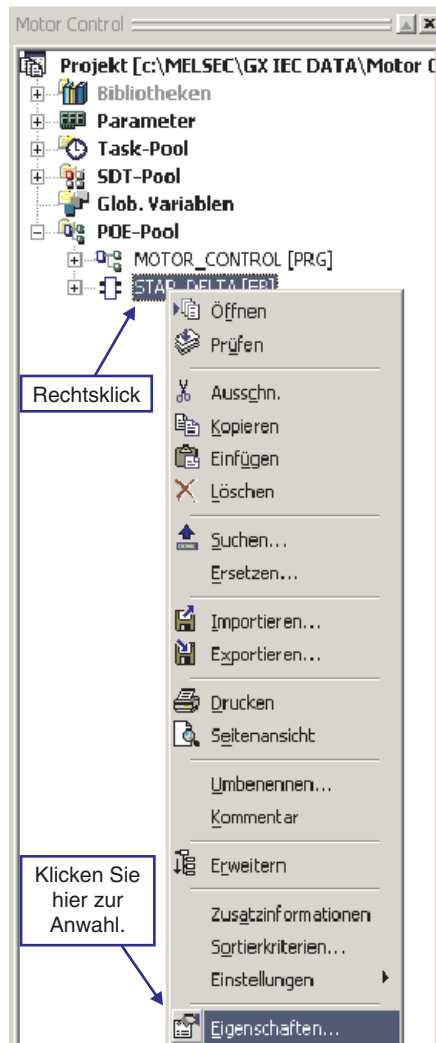 Motor Control
Projekt [c:\MELSEC\GX IEC DATA\Motor C
Bibliotheken
Parameter
Task-Pool
SDT-Pool
Glob. Variablen
POE-Pool
MOTOR_CONTROL [PRG]
STAR_DELTA [FB]
Rechtsklick
Öffnen
Prüfen
Ausschn.
Kopieren
Einfügen
Löschen
Suchen...
Ersetzen...
Importieren...
Exportieren...
Drucken
Seitenansicht
Umbenennen...
Kommentar
Erweitern
Klicken Sie
hier zur
Anwahl.
Zusatzinformationen
Sortierkriterien...
Einstellungen
Eigenschaften...